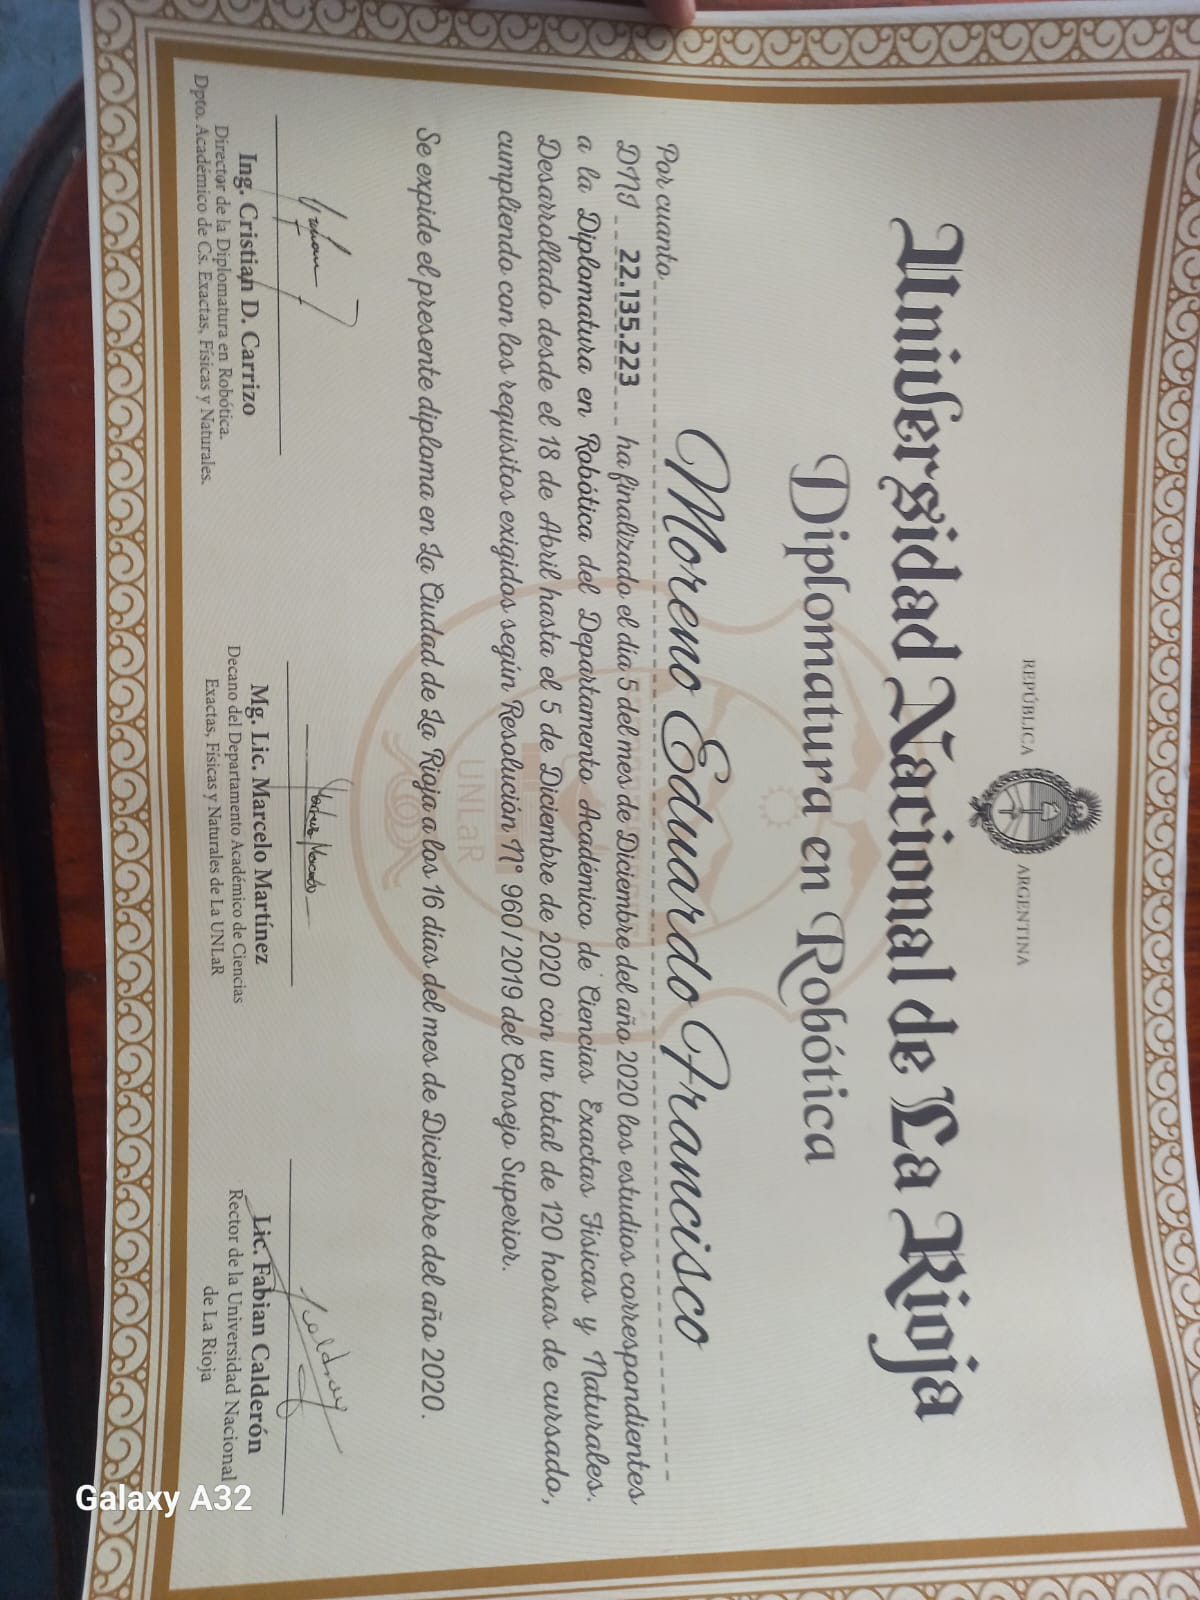 REPÚBLICA ARGENTINA
Universidad Nacional de La Rioja
Diplomatura en Robótica
Por cuanto Moreno Eduardo Francisco
DNI 22.135.223 ha finalizado el día 5 del mes de Diciembre del año 2020 los estudios correspondientes
a la Diplomatura en Robótica del Departamento Académico de Ciencias Exactas Físicas y Naturales.
Desarrollado desde el 18 de Abril hasta el 5 de Diciembre de 2020 con un total de 120 horas de cursado,
cumpliendo con los requisitos exigidos según Resolución N° 960/2019 del Consejo Superior.
Se expide el presente diploma en La Ciudad de La Rioja a los 16 días del mes de Diciembre del año 2020.
UNLaR
Ing. Cristian D. Carrizo
Director de la Diplomatura en Robótica.
Dpto. Académico de Cs. Exactas, Físicas y Naturales.
Mg. Lic. Marcelo Martínez
Decano del Departamento Académico de Ciencias
Exactas, Físicas y Naturales de La UNLaR
Lic. Fabian Calderón
Rector de la Universidad Nacional
de La Rioja
Galaxy A32